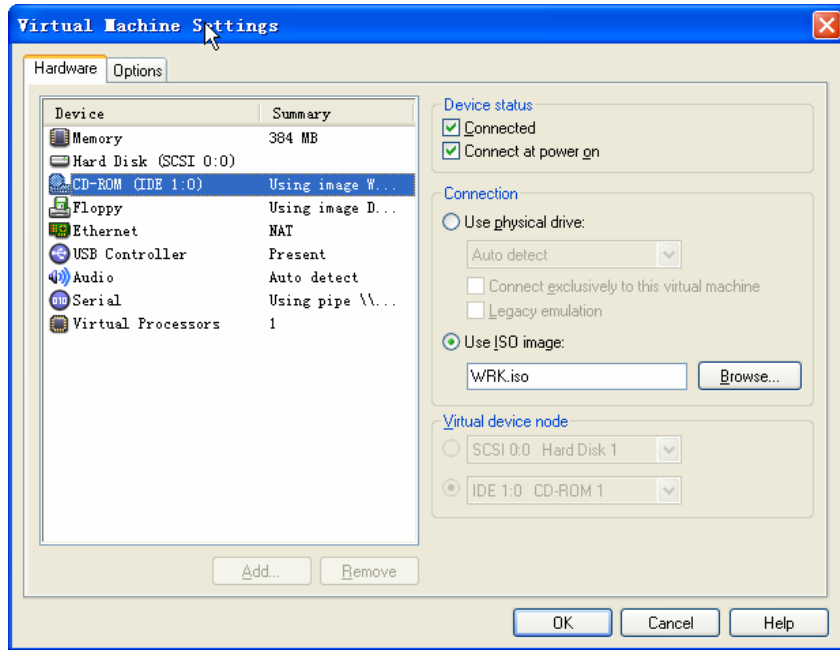 Virtual Machine Settings
Hardware Options
Device Summary
Memory 384 MB
Hard Disk (SCSI 0:0)
CD-ROM (IDE 1:0) Using image W...
Floppy Using image D...
Ethernet NAT
USB Controller Present
Audio Auto detect
Serial Using pipe \\...
Virtual Processors 1
Add... Remove
Device status
Connected
Connect at power on
Connection
Use physical drive:
Auto detect
Connect exclusively to this virtual machine
Legacy emulation
Use ISO image:
WRK.iso Browse...
Virtual device node
SCSI 0:0 Hard Disk 1
IDE 1:0 CD-ROM 1
OK Cancel Help